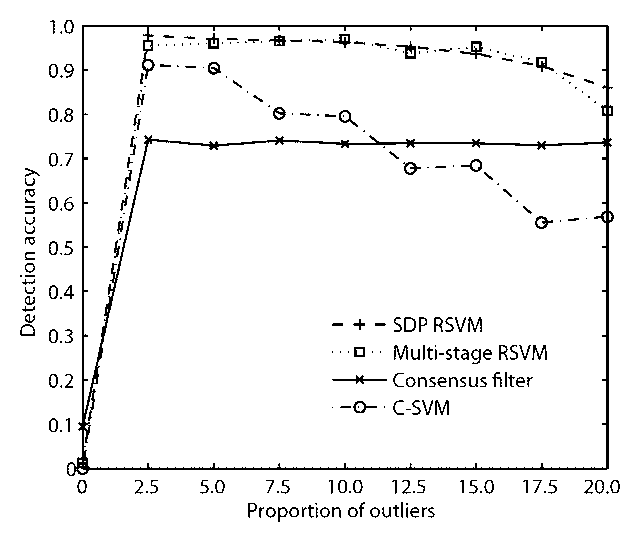 1.0
0.9
0.8
0.7
0.6
0.5
0.4
0.3
0.2
0.1
0
Detection accuracy
SDP RSVM
Multi-stage RSVM
Consensus filter
C-SVM
0 2.5 5.0 7.5 10.0 12.5 15.0 17.5 20.0
Proportion of outliers